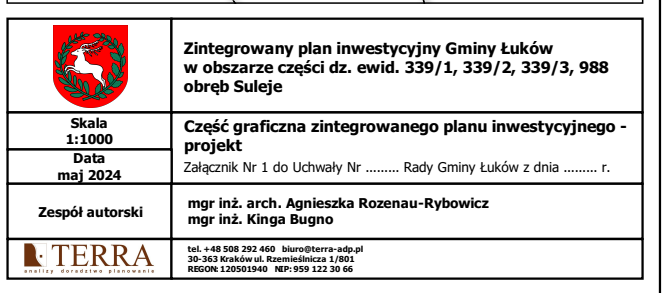 Zintegrowany plan inwestycyjny Gminy Łuków
w obszarze części dz. ewid. 339/1, 339/2, 339/3, 988
obręb Suleje
Skala
1:1000
Data
maj 2024
Część graficzna zintegrowanego planu inwestycyjnego -
projekt
Załącznik Nr 1 do Uchwały Nr ......... Rady Gminy Łuków z dnia ......... r.
Zespół autorski
mgr inż. arch. Agnieszka Rozenau-Rybowicz
mgr inż. Kinga Bugno
TERRA
analizy doradztwo planowanie
tel. +48 508 292 460 biuro@terra-adp.pl
30-363 Kraków ul. Rzemieślnicza 1/801
REGON: 120501940 NIP: 959 122 30 66